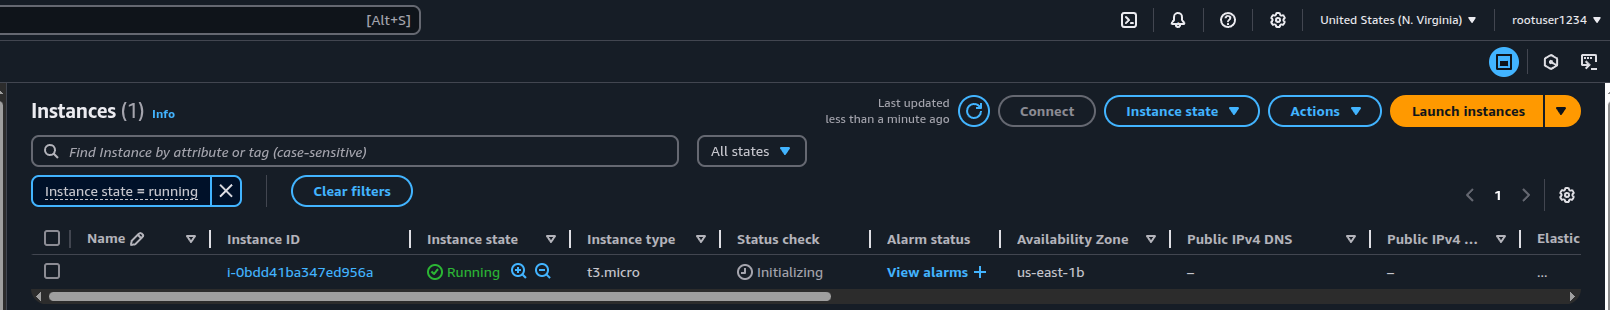 [Alt+S] United States (N. Virginia) rootuser1234
Instances (1) Info
Last updated
less than a minute ago
Connect Instance state Actions Launch instances
Find Instance by attribute or tag (case-sensitive) All states
Instance state = running Clear filters
1
Name Instance ID Instance state Instance type Status check Alarm status Availability Zone Public IPv4 DNS Public IPv4 ... Elastic
i-0bdd41ba347ed956a Running t3.micro Initializing View alarms + us-east-1b – – ...